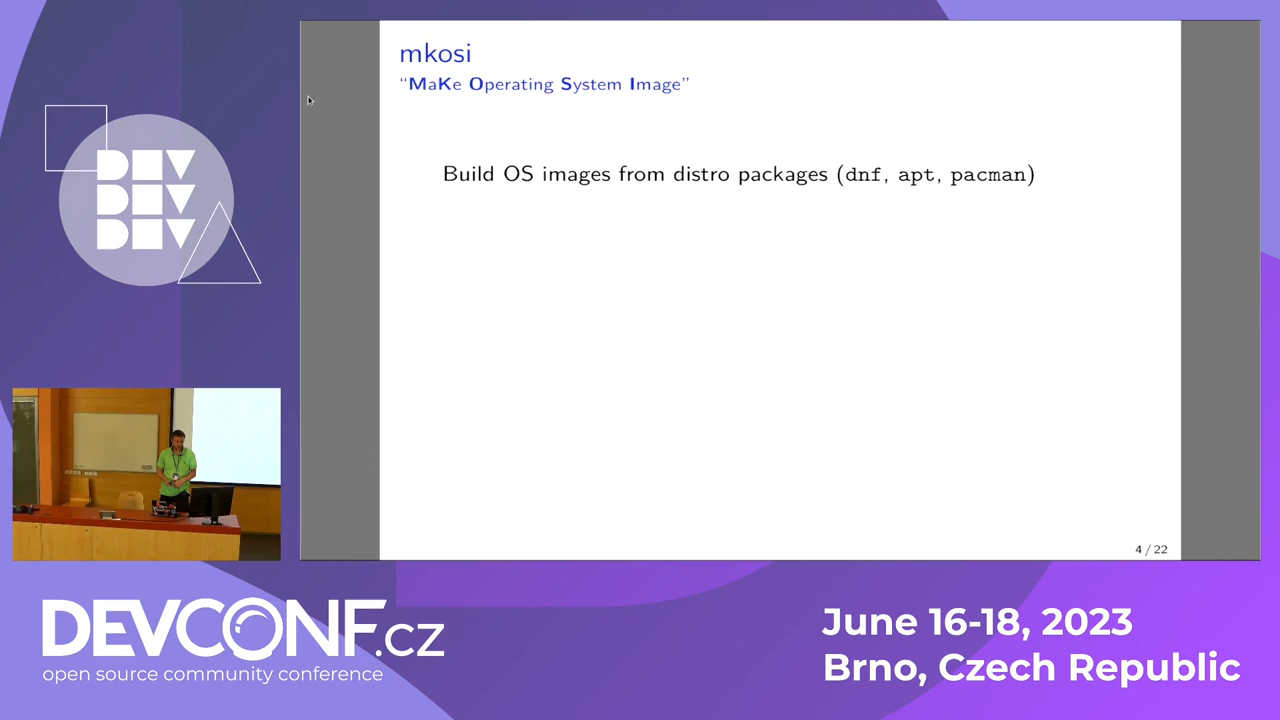 mkosi
“MaKe Operating System Image”
Build OS images from distro packages (dnf, apt, pacman)
4 / 22
DEV
DEV
DEV
DEVCONF.cz
open source community conference
June 16-18, 2023
Brno, Czech Republic